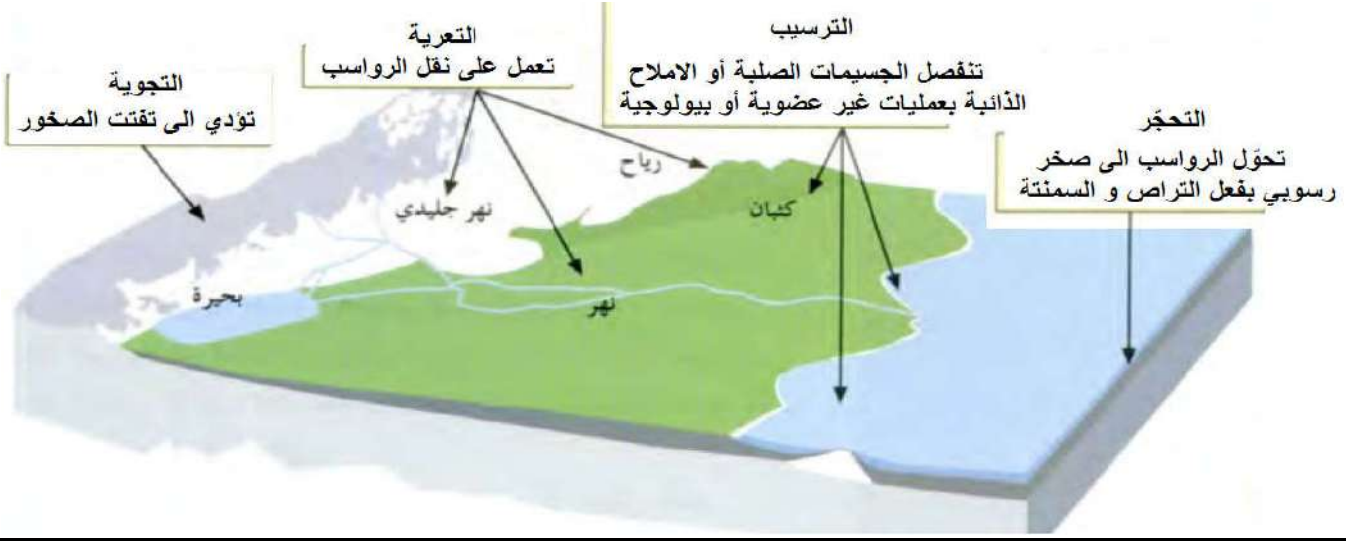 الترسيب
تنفصل الجسيمات الصلبة أو الاملاح
الذائبة بعمليات غير عضوية أو بيولوجية
التعرية
تعمل على نقل الرواسب
التجوية
تؤدي الى تفتت الصخور
التحجّر
تحوّل الرواسب الى صخر
رسوبي بفعل التراص و السمنتة
رياح
كثبان
نهر جليدي
بحيرة
نهر